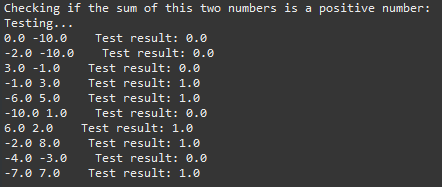 Checking if the sum of this two numbers is a positive number:
Testing...
0.0 -10.0    Test result: 0.0
-2.0 -10.0    Test result: 0.0
3.0 -1.0    Test result: 0.0
-1.0 3.0    Test result: 1.0
-6.0 5.0    Test result: 1.0
-10.0 1.0    Test result: 0.0
6.0 2.0    Test result: 1.0
-2.0 8.0    Test result: 1.0
-4.0 -3.0    Test result: 0.0
-7.0 7.0    Test result: 1.0